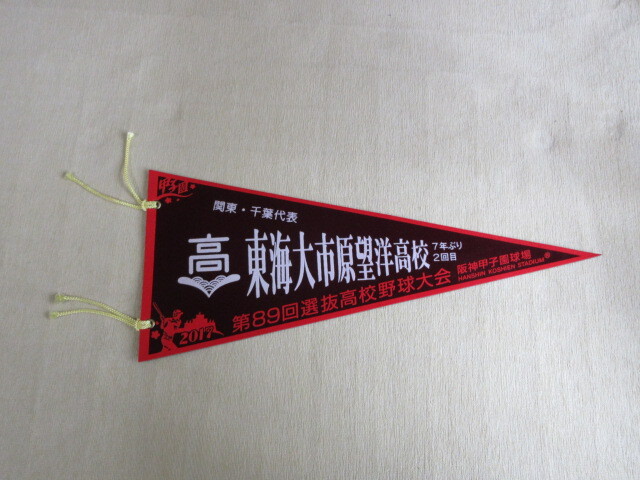 甲子園
関東・千葉代表
高
東海大市原望洋高校
7年ぶり
2回目
第89回選抜高校野球大会
阪神甲子園球場
HANSHIN KOSHIEN STADIUM®
2017